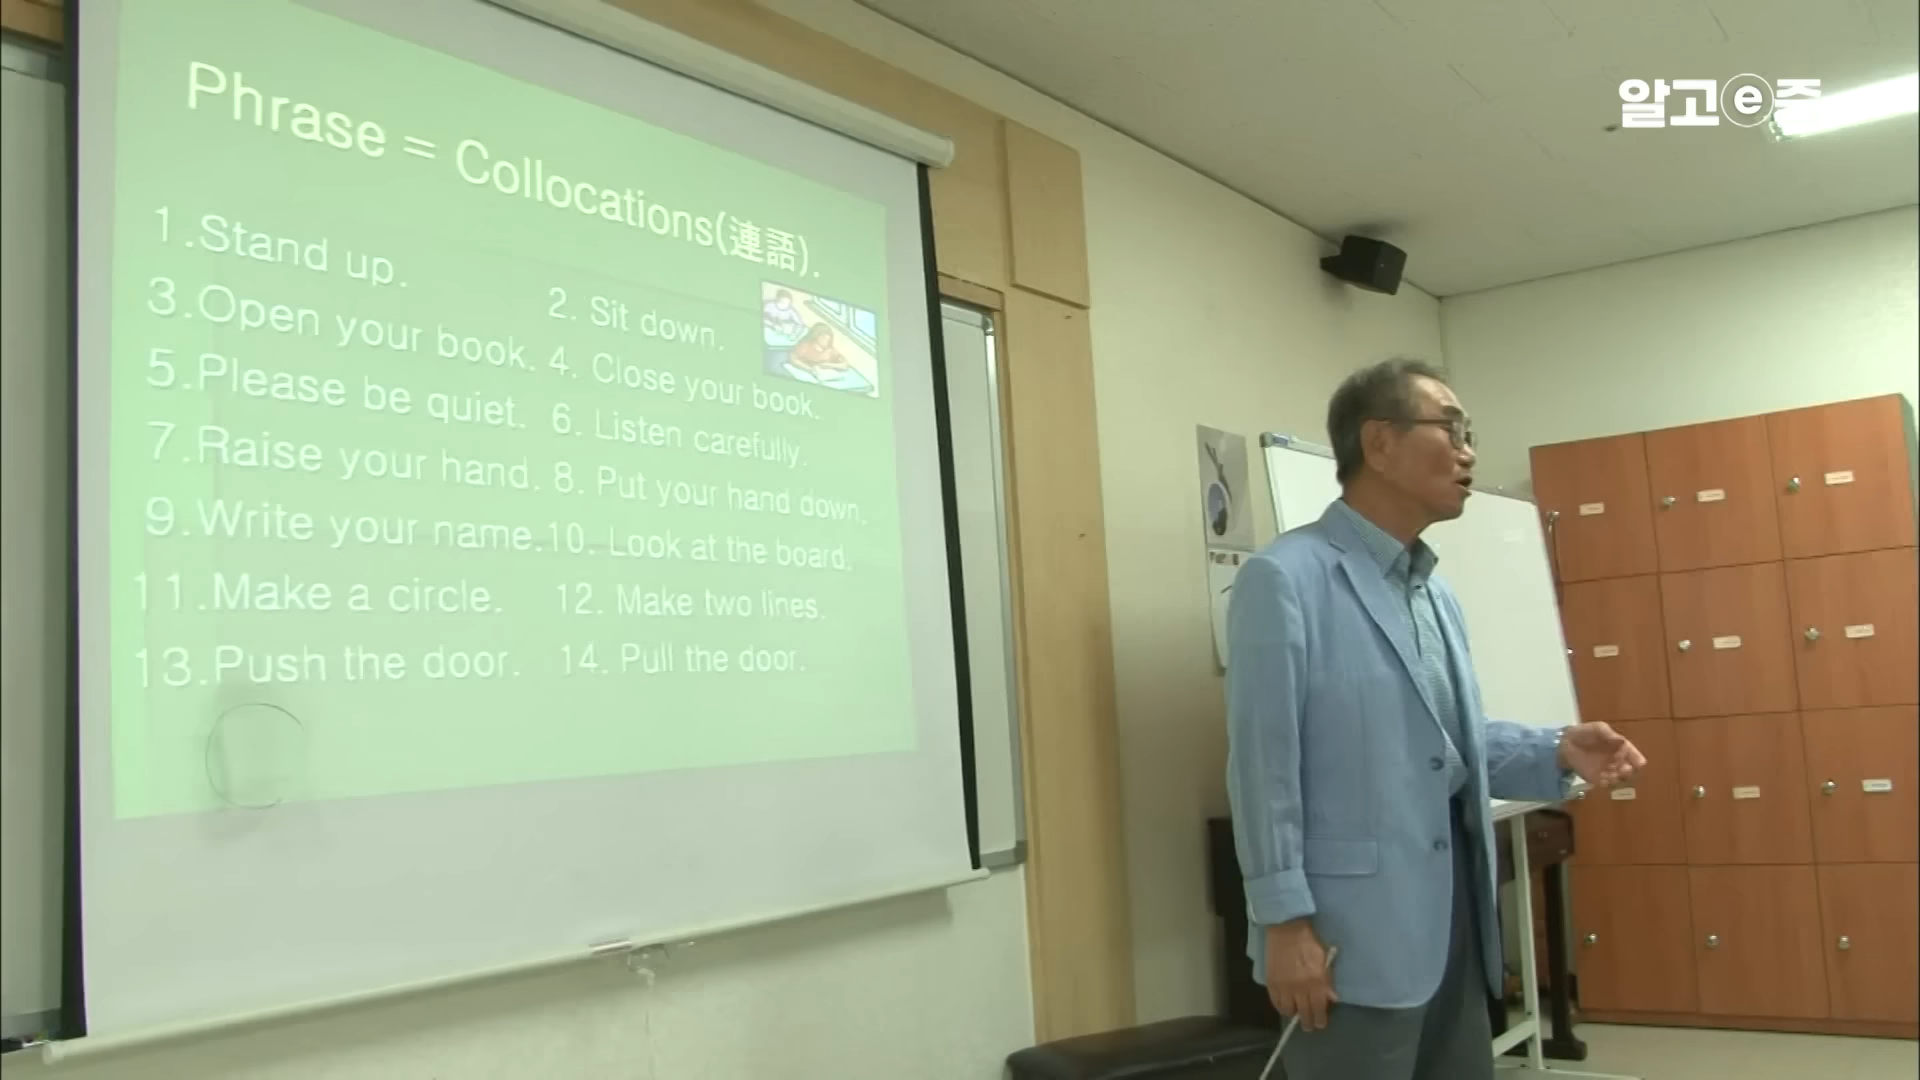 Phrase = Collocations(連語).
1.Stand up.
2. Sit down.
3.Open your book.
4. Close your book.
5.Please be quiet.
6. Listen carefully.
7.Raise your hand.
8. Put your hand down.
9.Write your name.
10. Look at the board.
11.Make a circle.
12. Make two lines.
13.Push the door.
14. Pull the door.
알고e즘